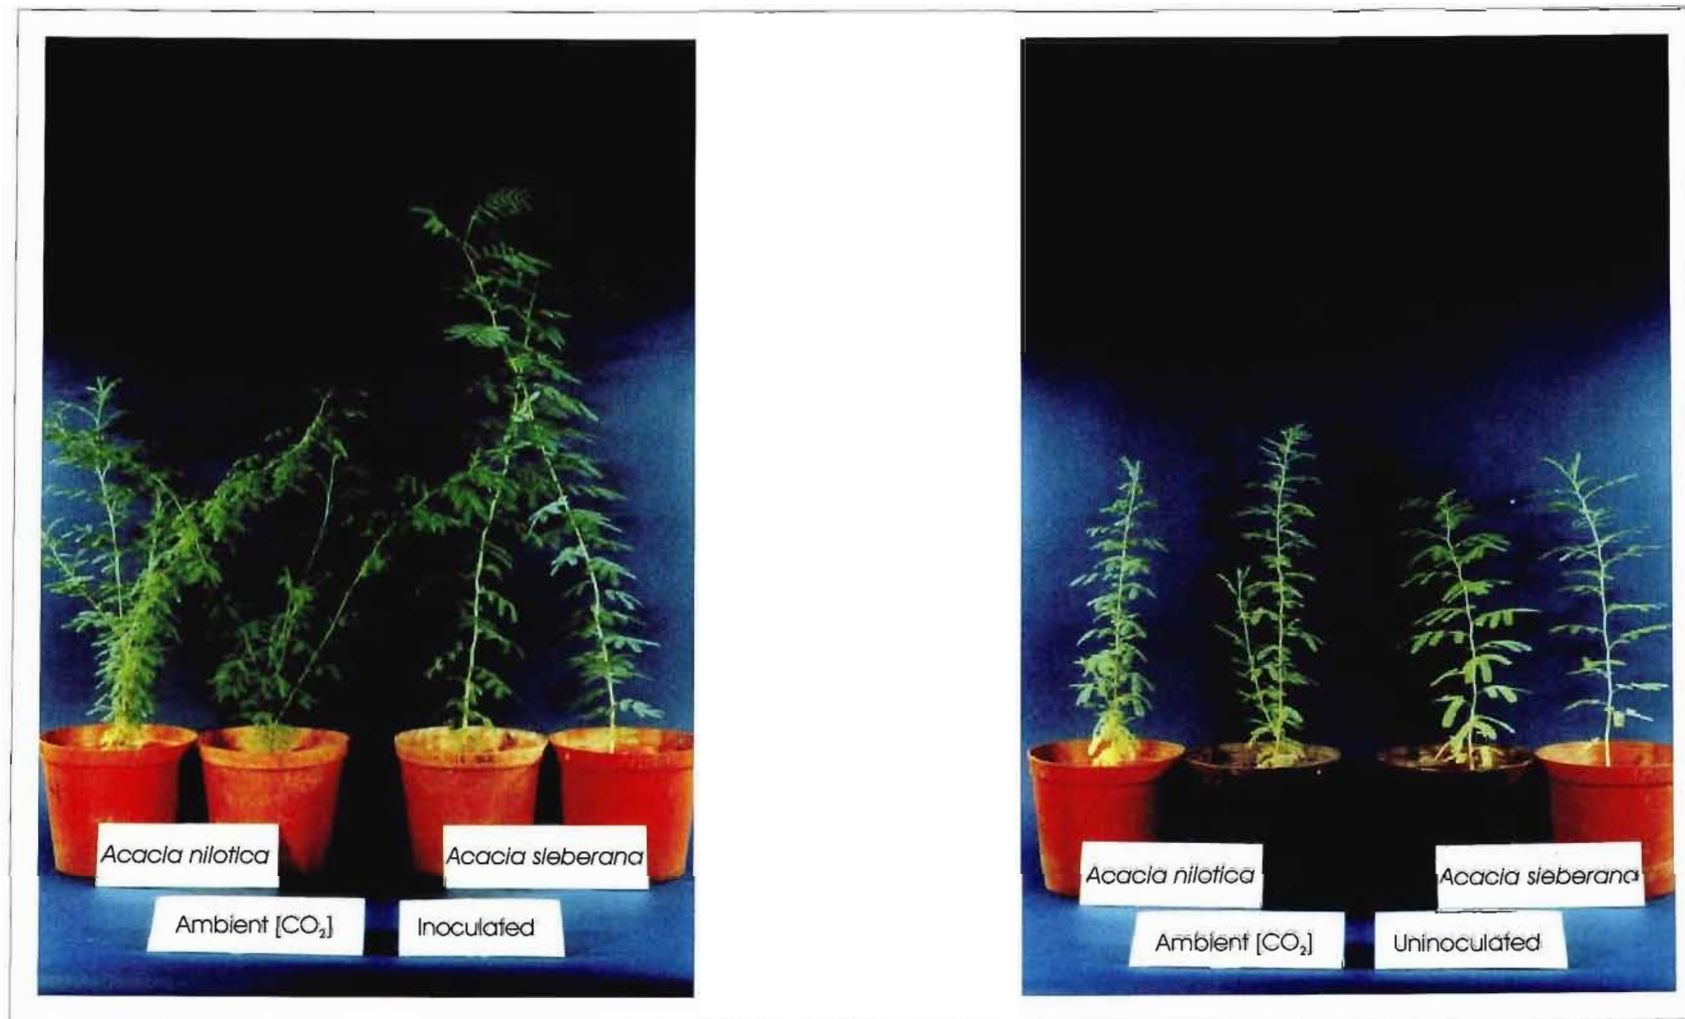 Acacia nilotica
Acacia sieberana
Ambient [CO₂]
Inoculated
Acacia nilotica
Acacia sieberana
Ambient [CO₂]
Uninoculated